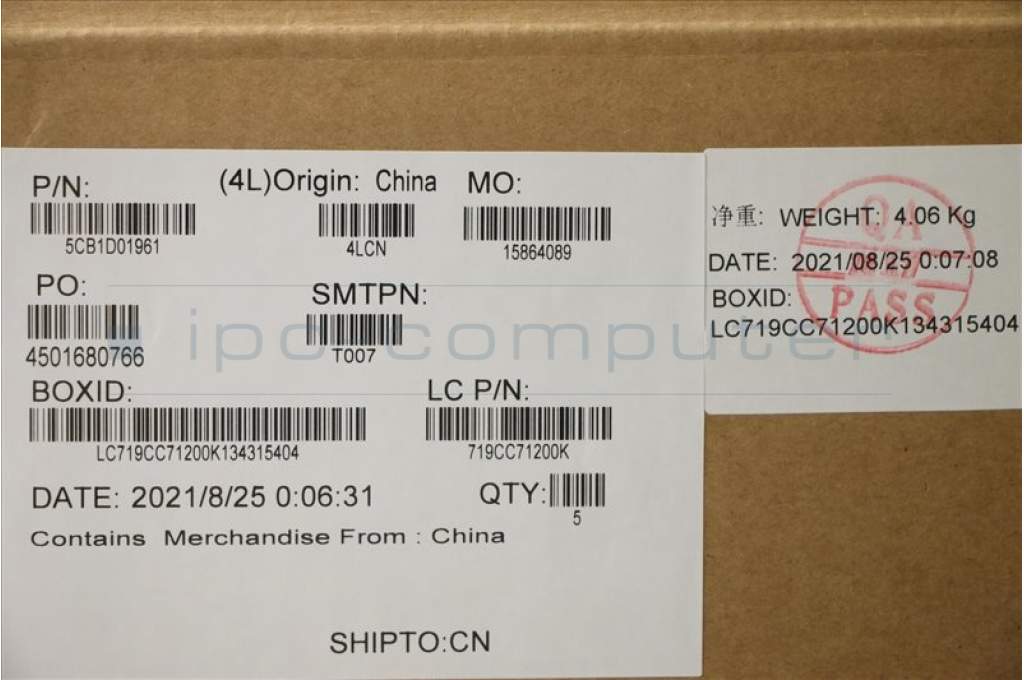 P/N:
5CB1D01961
(4L)Origin: China
4LCN
MO:
15864089
PO:
4501680766
SMTPN:
T007
BOXID:
LC719CC71200K134315404
LC P/N:
719CC71200K
DATE: 2021/8/25 0:06:31
QTY:
5
Contains Merchandise From : China
SHIPTO:CN
净重: WEIGHT: 4.06 Kg
DATE: 2021/08/25 0:07:08
BOXID:
LC719CC71200K134315404
QA
PASS
ipo computer